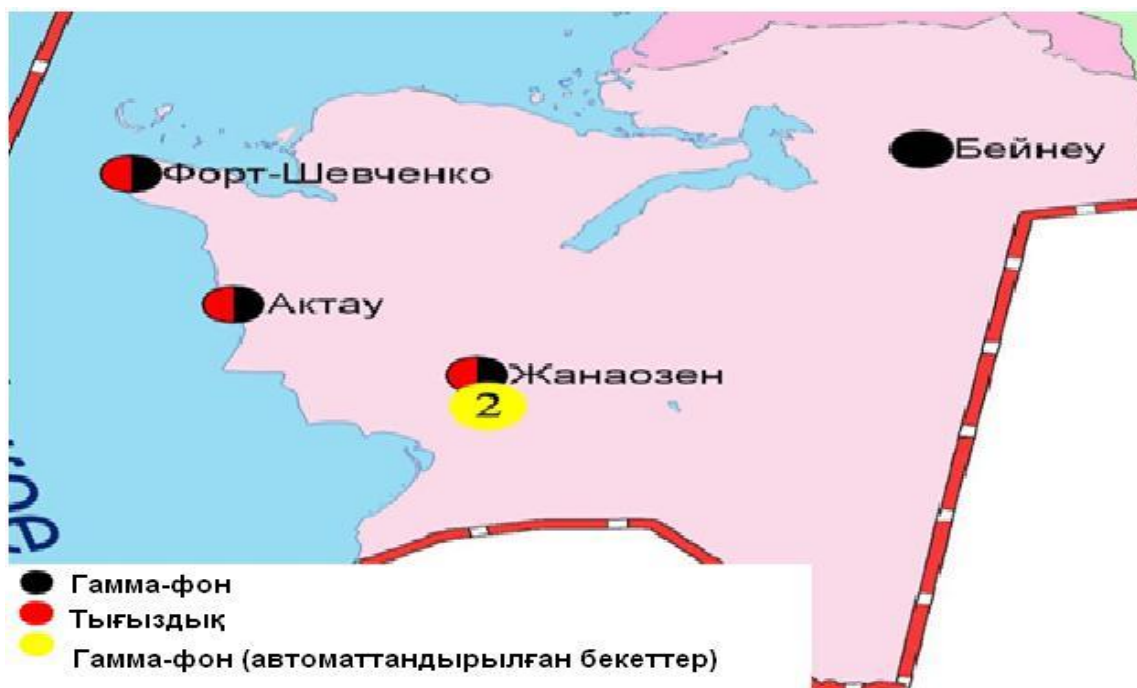 Бейнеу
Форт-Шевченко
Актау
Жанаозен
2
Гамма-фон
Тығыздық
Гамма-фон (автоматтандырылған бекеттер)